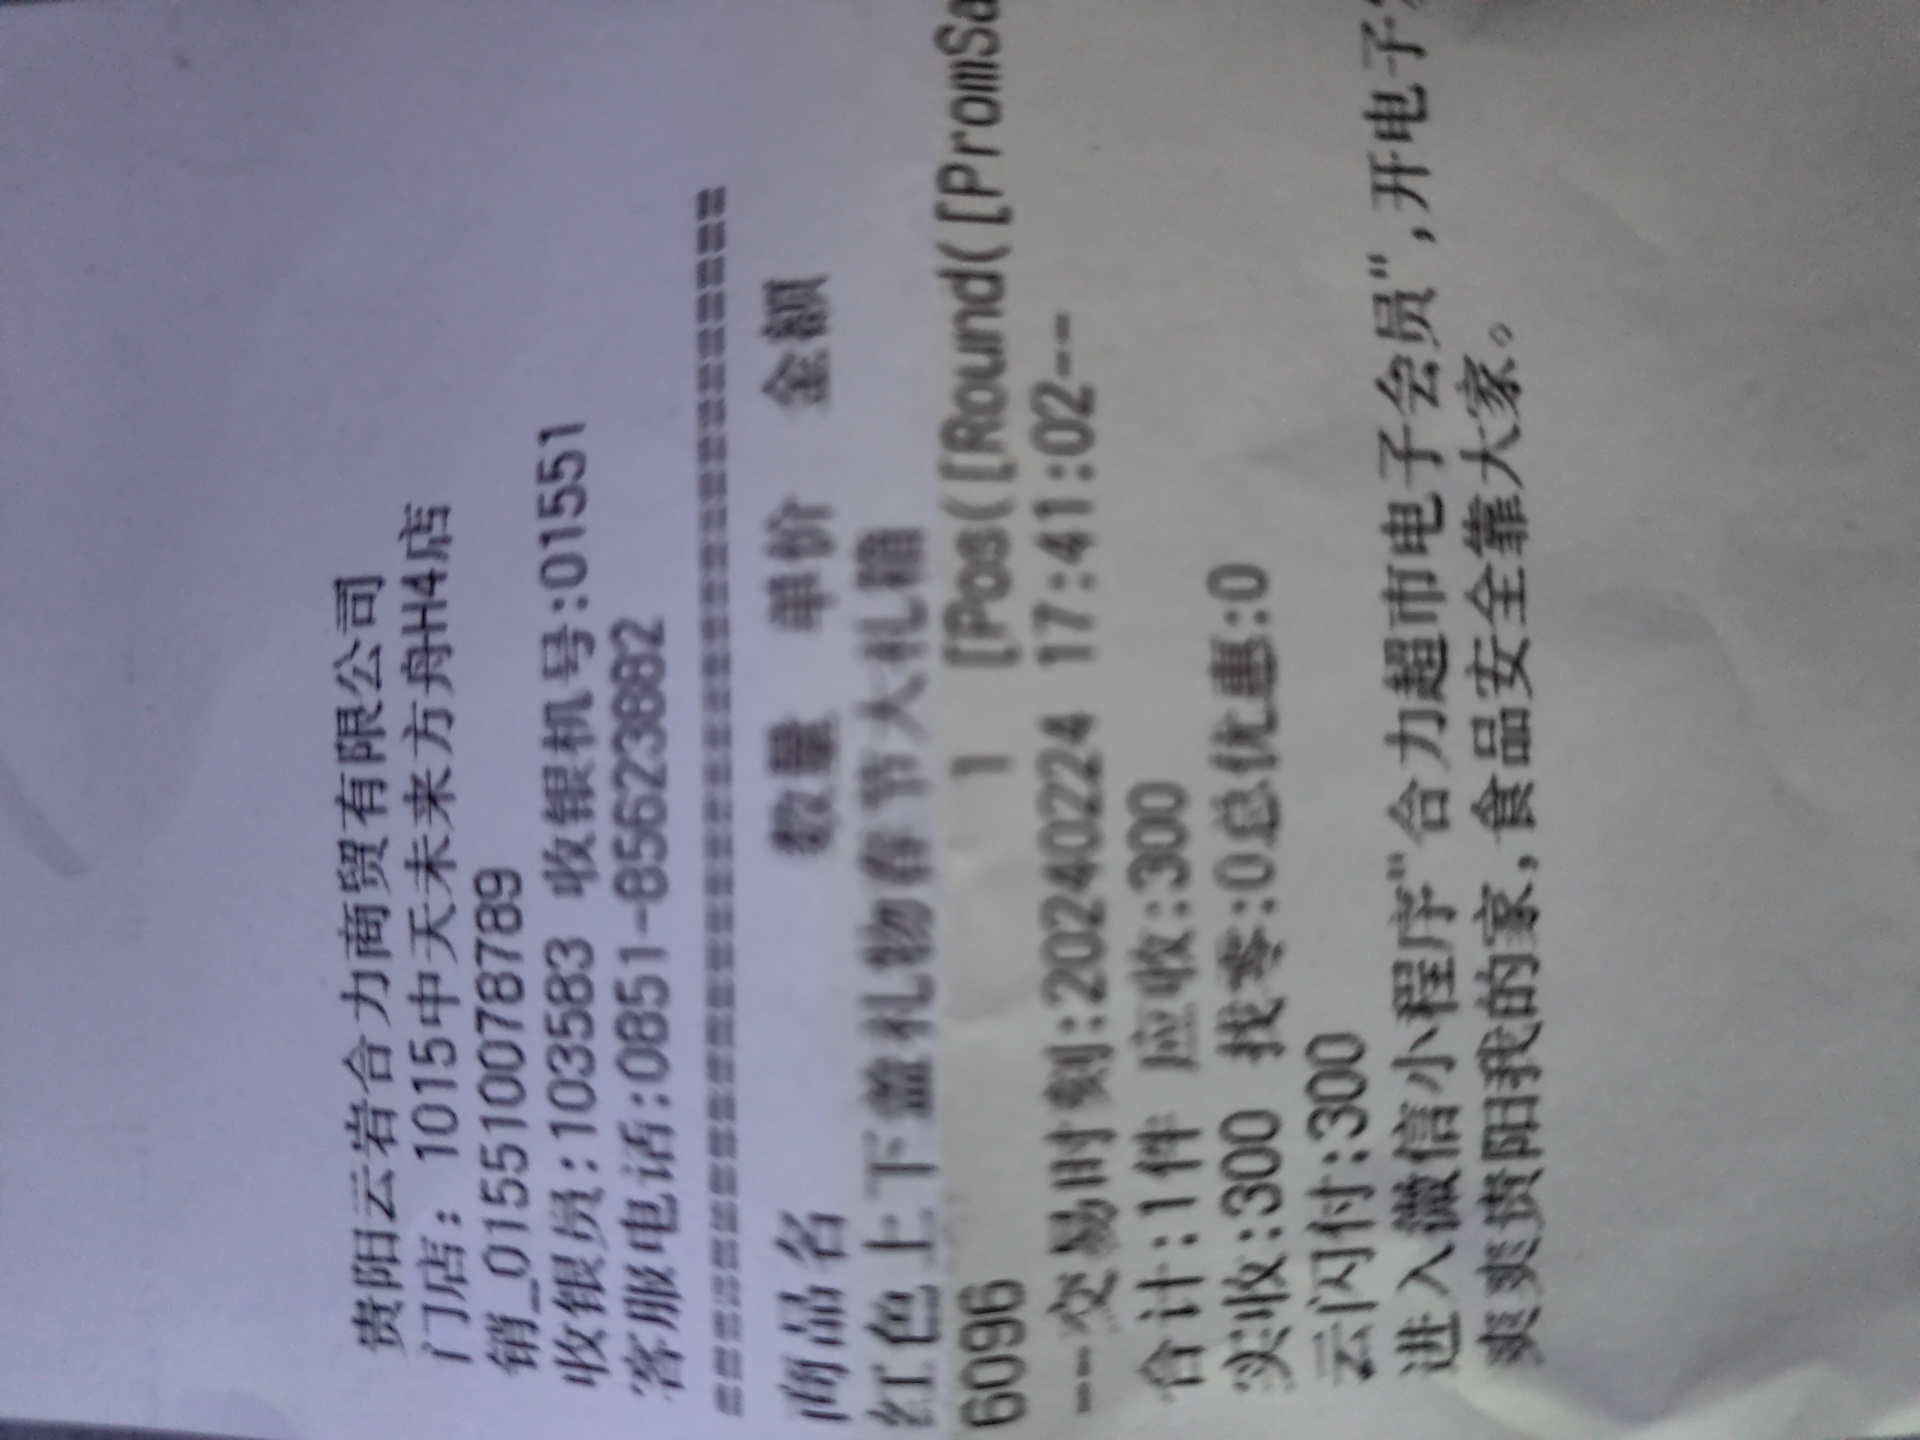 贵阳云岩合力商贸有限公司
门店: 1015中天未来方舟H4店
销_015510078789
收银员:103583 收银机号:01551
客服电话:0851-85623882
==============================
商品名 数量 单价 金额
红色上下盖礼物春节大礼箱
6096 1 [Pos([Round([PromSa
--交易时刻:20240224 17:41:02--
合计:1件 应收:300
实收:300 找零:0总优惠:0
云闪付:300
进入微信小程序"合力超市电子会员",开电子
爽爽贵阳我的家,食品安全靠大家。